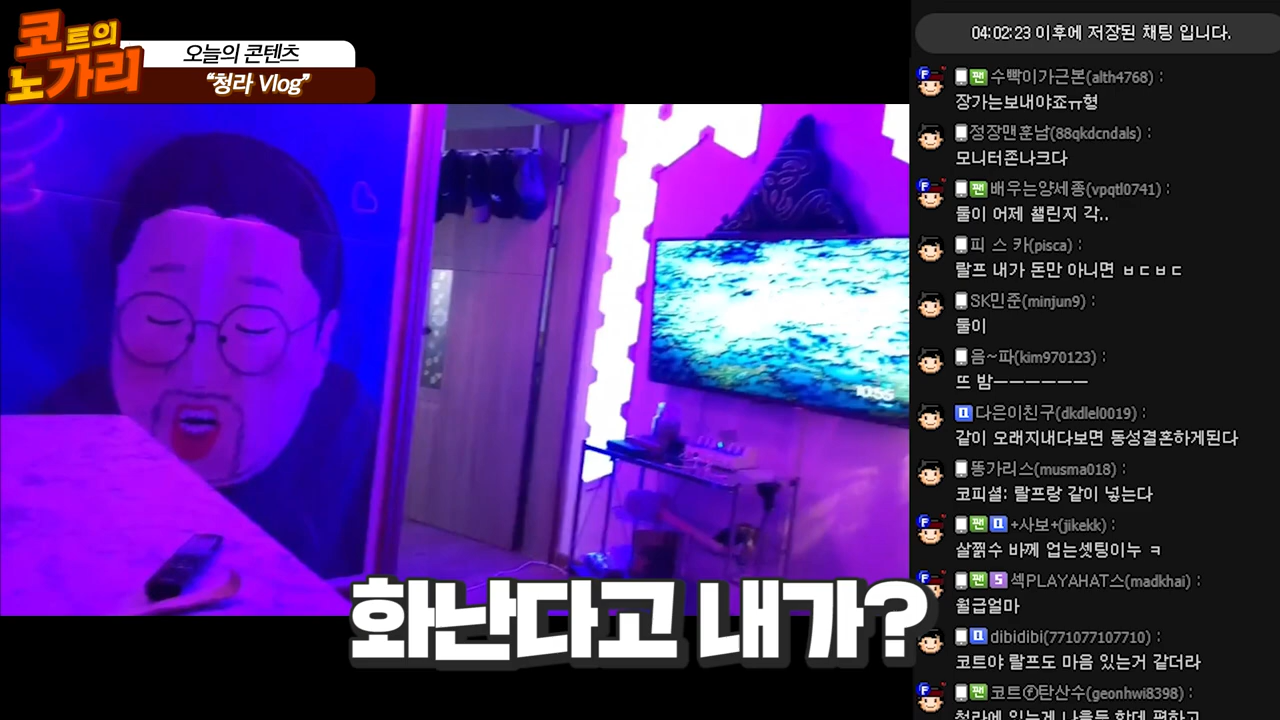 코트의
노가리
오늘의 콘텐츠
“청라 Vlog”
10:55
화난다고 내가?
04:02:23 이후에 저장된 채팅 입니다.
F 팬 수빡이가근본(alth4768) :
장가는보내야죠ㅠ형
정장맨훈남(88qkdcndals) :
모니터존나크다
F 팬 배우는양세종(vpqtl0741) :
둘이 어제 챌린지 각..
피 스 카(pisca) :
랄프 내가 돈만 아니면 ㅂㄷㅂㄷ
SK민준(minjun9) :
둘이
음~파(kim970123) :
뜨 밤ㅡㅡㅡㅡㅡㅡ
다은이친구(dkdlel0019) :
같이 오래지내다보면 동성결혼하게된다
똥가리스(musma018) :
코피셜: 랄프랑 같이 넣는다
F 팬 +사보+(jikekk) :
살찜수 바께 업는셋팅이누 ㅋ
F 팬 S 섹PLAYAHATS(madkhai) :
월급얼마
dibidibi(771077107710) :
코트야 랄프도 마음 있는거 같더라
F 팬 코트ⓕ탄산수(geonhwi8398) :